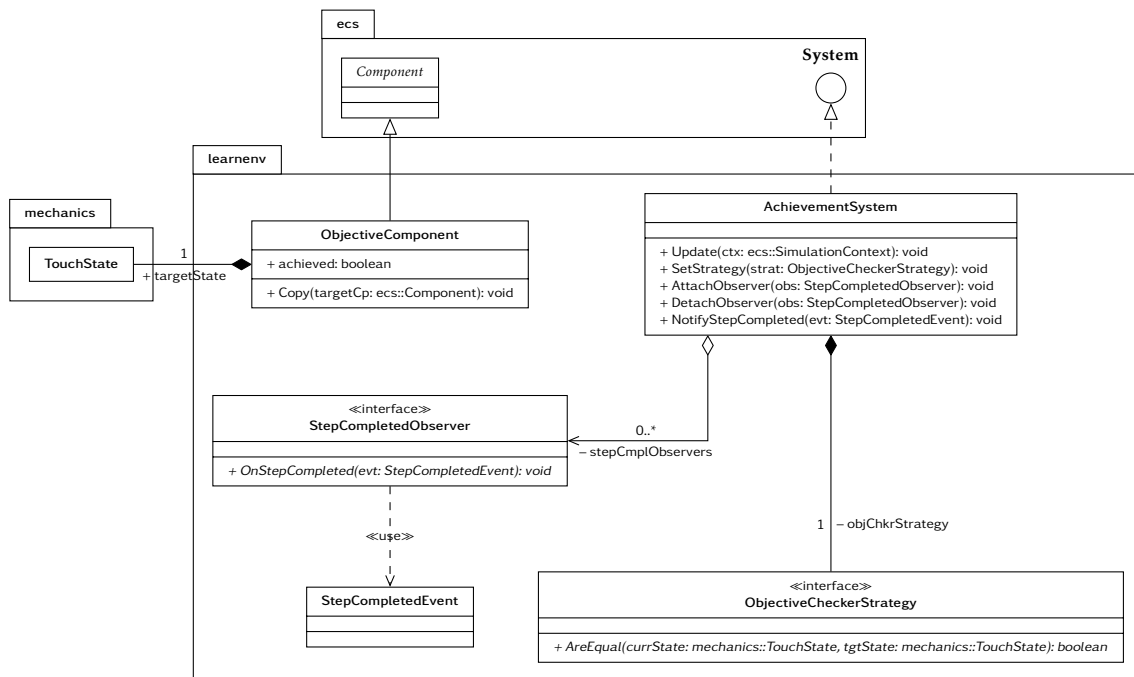 ecs
System
Component
learnenv
mechanics
TouchState
1
+ targetState
ObjectiveComponent
+ achieved: boolean
+ Copy(targetCp: ecs::Component): void
AchievementSystem
+ Update(ctx: ecs::SimulationContext): void
+ SetStrategy(strat: ObjectiveCheckerStrategy): void
+ AttachObserver(obs: StepCompletedObserver): void
+ DetachObserver(obs: StepCompletedObserver): void
+ NotifyStepCompleted(evt: StepCompletedEvent): void
≪interface≫
StepCompletedObserver
+ OnStepCompleted(evt: StepCompletedEvent): void
0..*
− stepCmplObservers
≪use≫
StepCompletedEvent
1
− objChkrStrategy
≪interface≫
ObjectiveCheckerStrategy
+ AreEqual(currState: mechanics::TouchState, tgtState: mechanics::TouchState): boolean